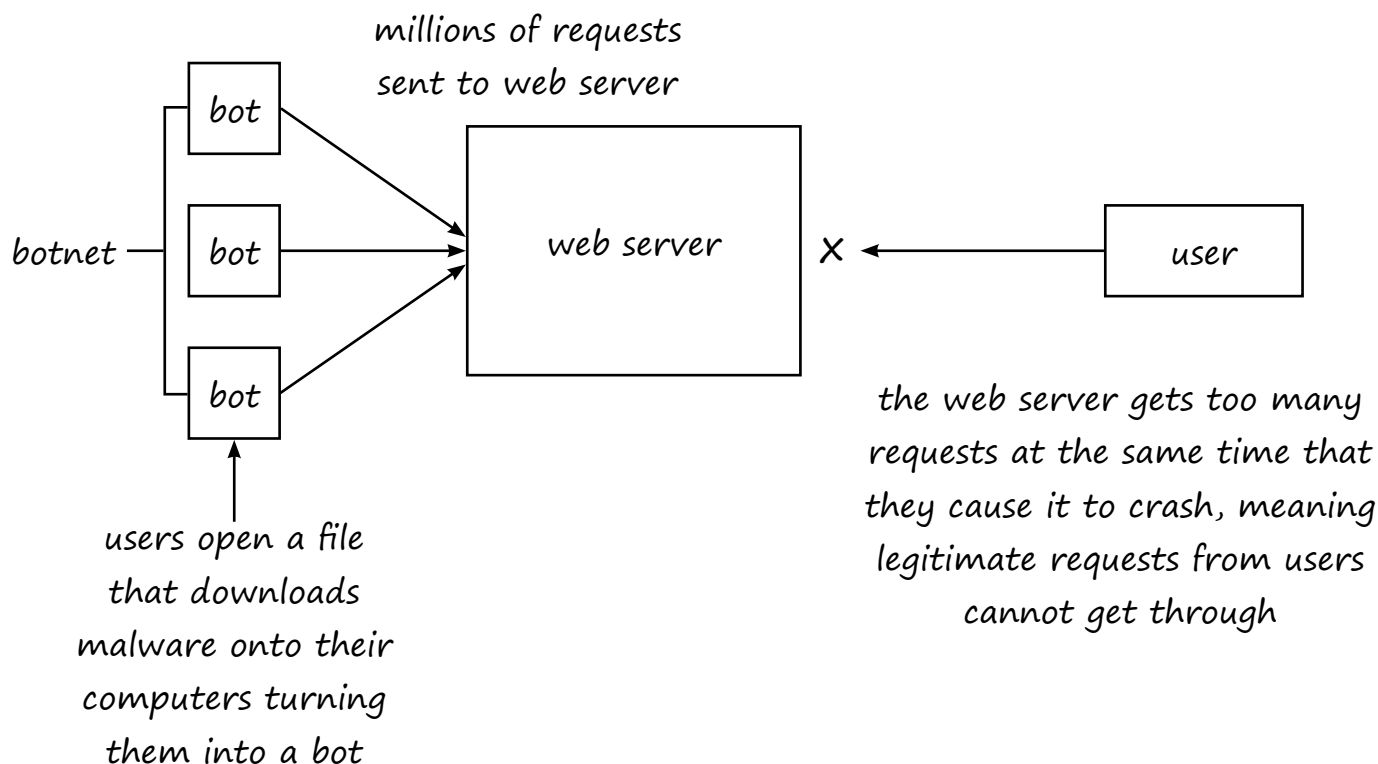 millions of requests
sent to web server
bot
botnet
bot
web server
X
user
bot
users open a file
that downloads
malware onto their
computers turning
them into a bot
the web server gets too many
requests at the same time that
they cause it to crash, meaning
legitimate requests from users
cannot get through